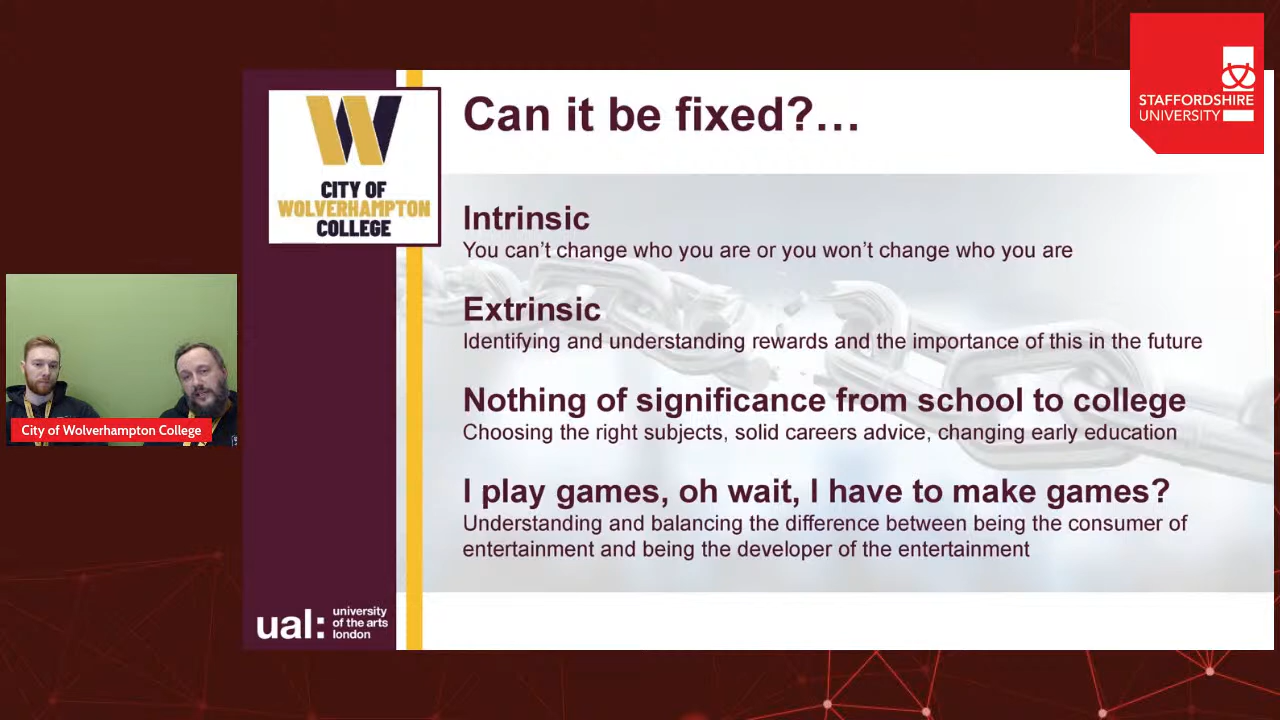 STAFFORDSHIRE
UNIVERSITY
W
CITY OF
WOLVERHAMPTON
COLLEGE
Can it be fixed?…
Intrinsic
You can’t change who you are or you won’t change who you are
Extrinsic
Identifying and understanding rewards and the importance of this in the future
Nothing of significance from school to college
Choosing the right subjects, solid careers advice, changing early education
I play games, oh wait, I have to make games?
Understanding and balancing the difference between being the consumer of
entertainment and being the developer of the entertainment
City of Wolverhampton College
ual:
university
of the arts
london